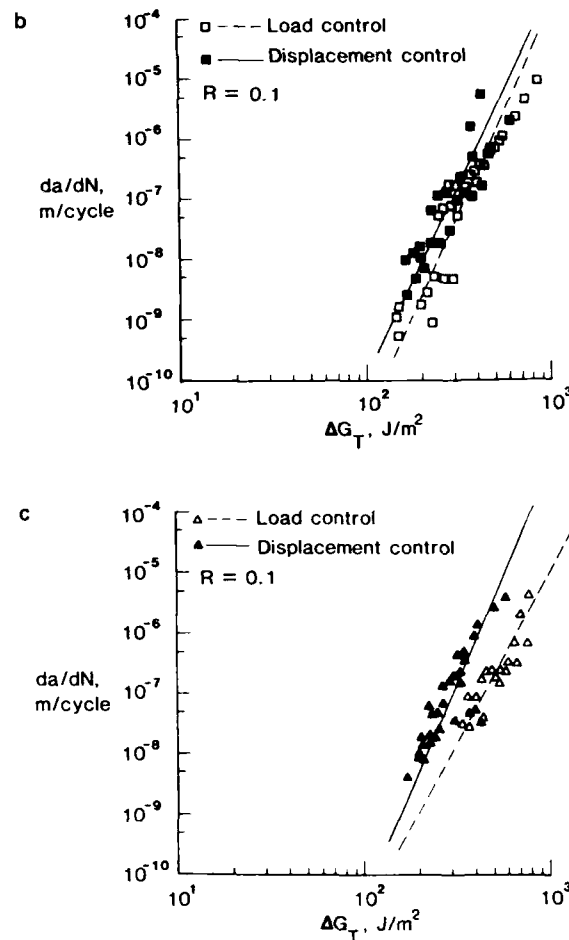 b
Load control
Displacement control
R = 0.1
10⁻⁴
10⁻⁵
10⁻⁶
10⁻⁷
10⁻⁸
10⁻⁹
10⁻¹⁰
da/dN,
m/cycle
10¹
10²
10³
ΔG_T, J/m²
c
Load control
Displacement control
R = 0.1
10⁻⁴
10⁻⁵
10⁻⁶
10⁻⁷
10⁻⁸
10⁻⁹
10⁻¹⁰
da/dN,
m/cycle
10¹
10²
10³
ΔG_T, J/m²